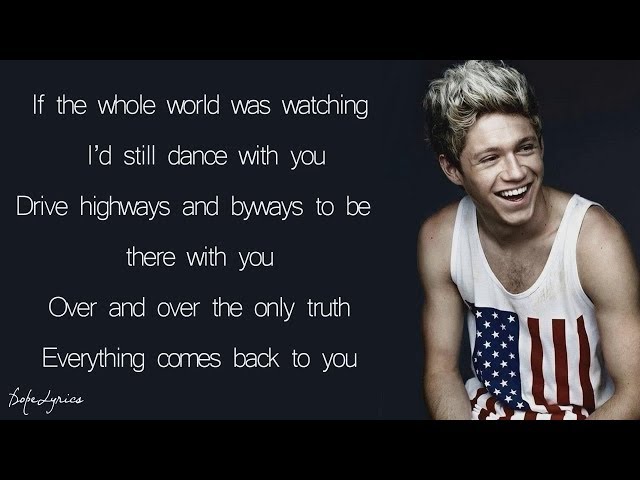 If the whole world was watching
I'd still dance with you
Drive highways and byways to be
there with you
Over and over the only truth
Everything comes back to you
DopeLyrics